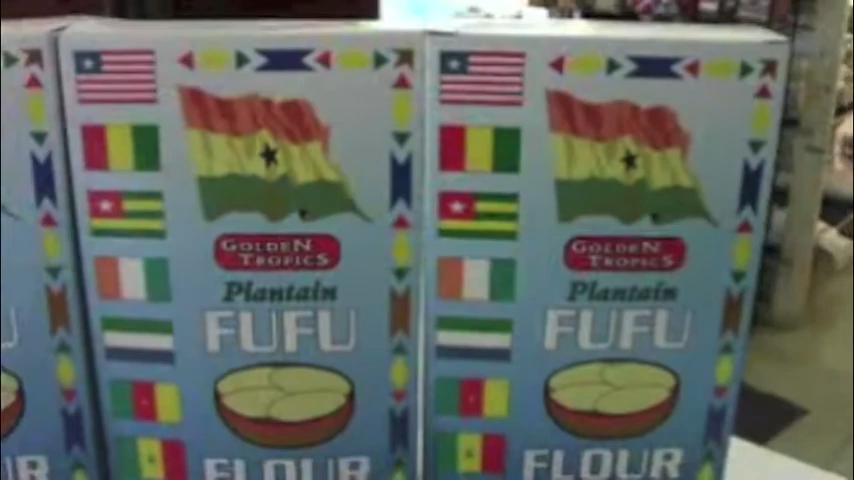 GOLDEN
TROPICS
Plantain
FUFU
FLOUR
GOLDEN
TROPICS
Plantain
FUFU
FLOUR